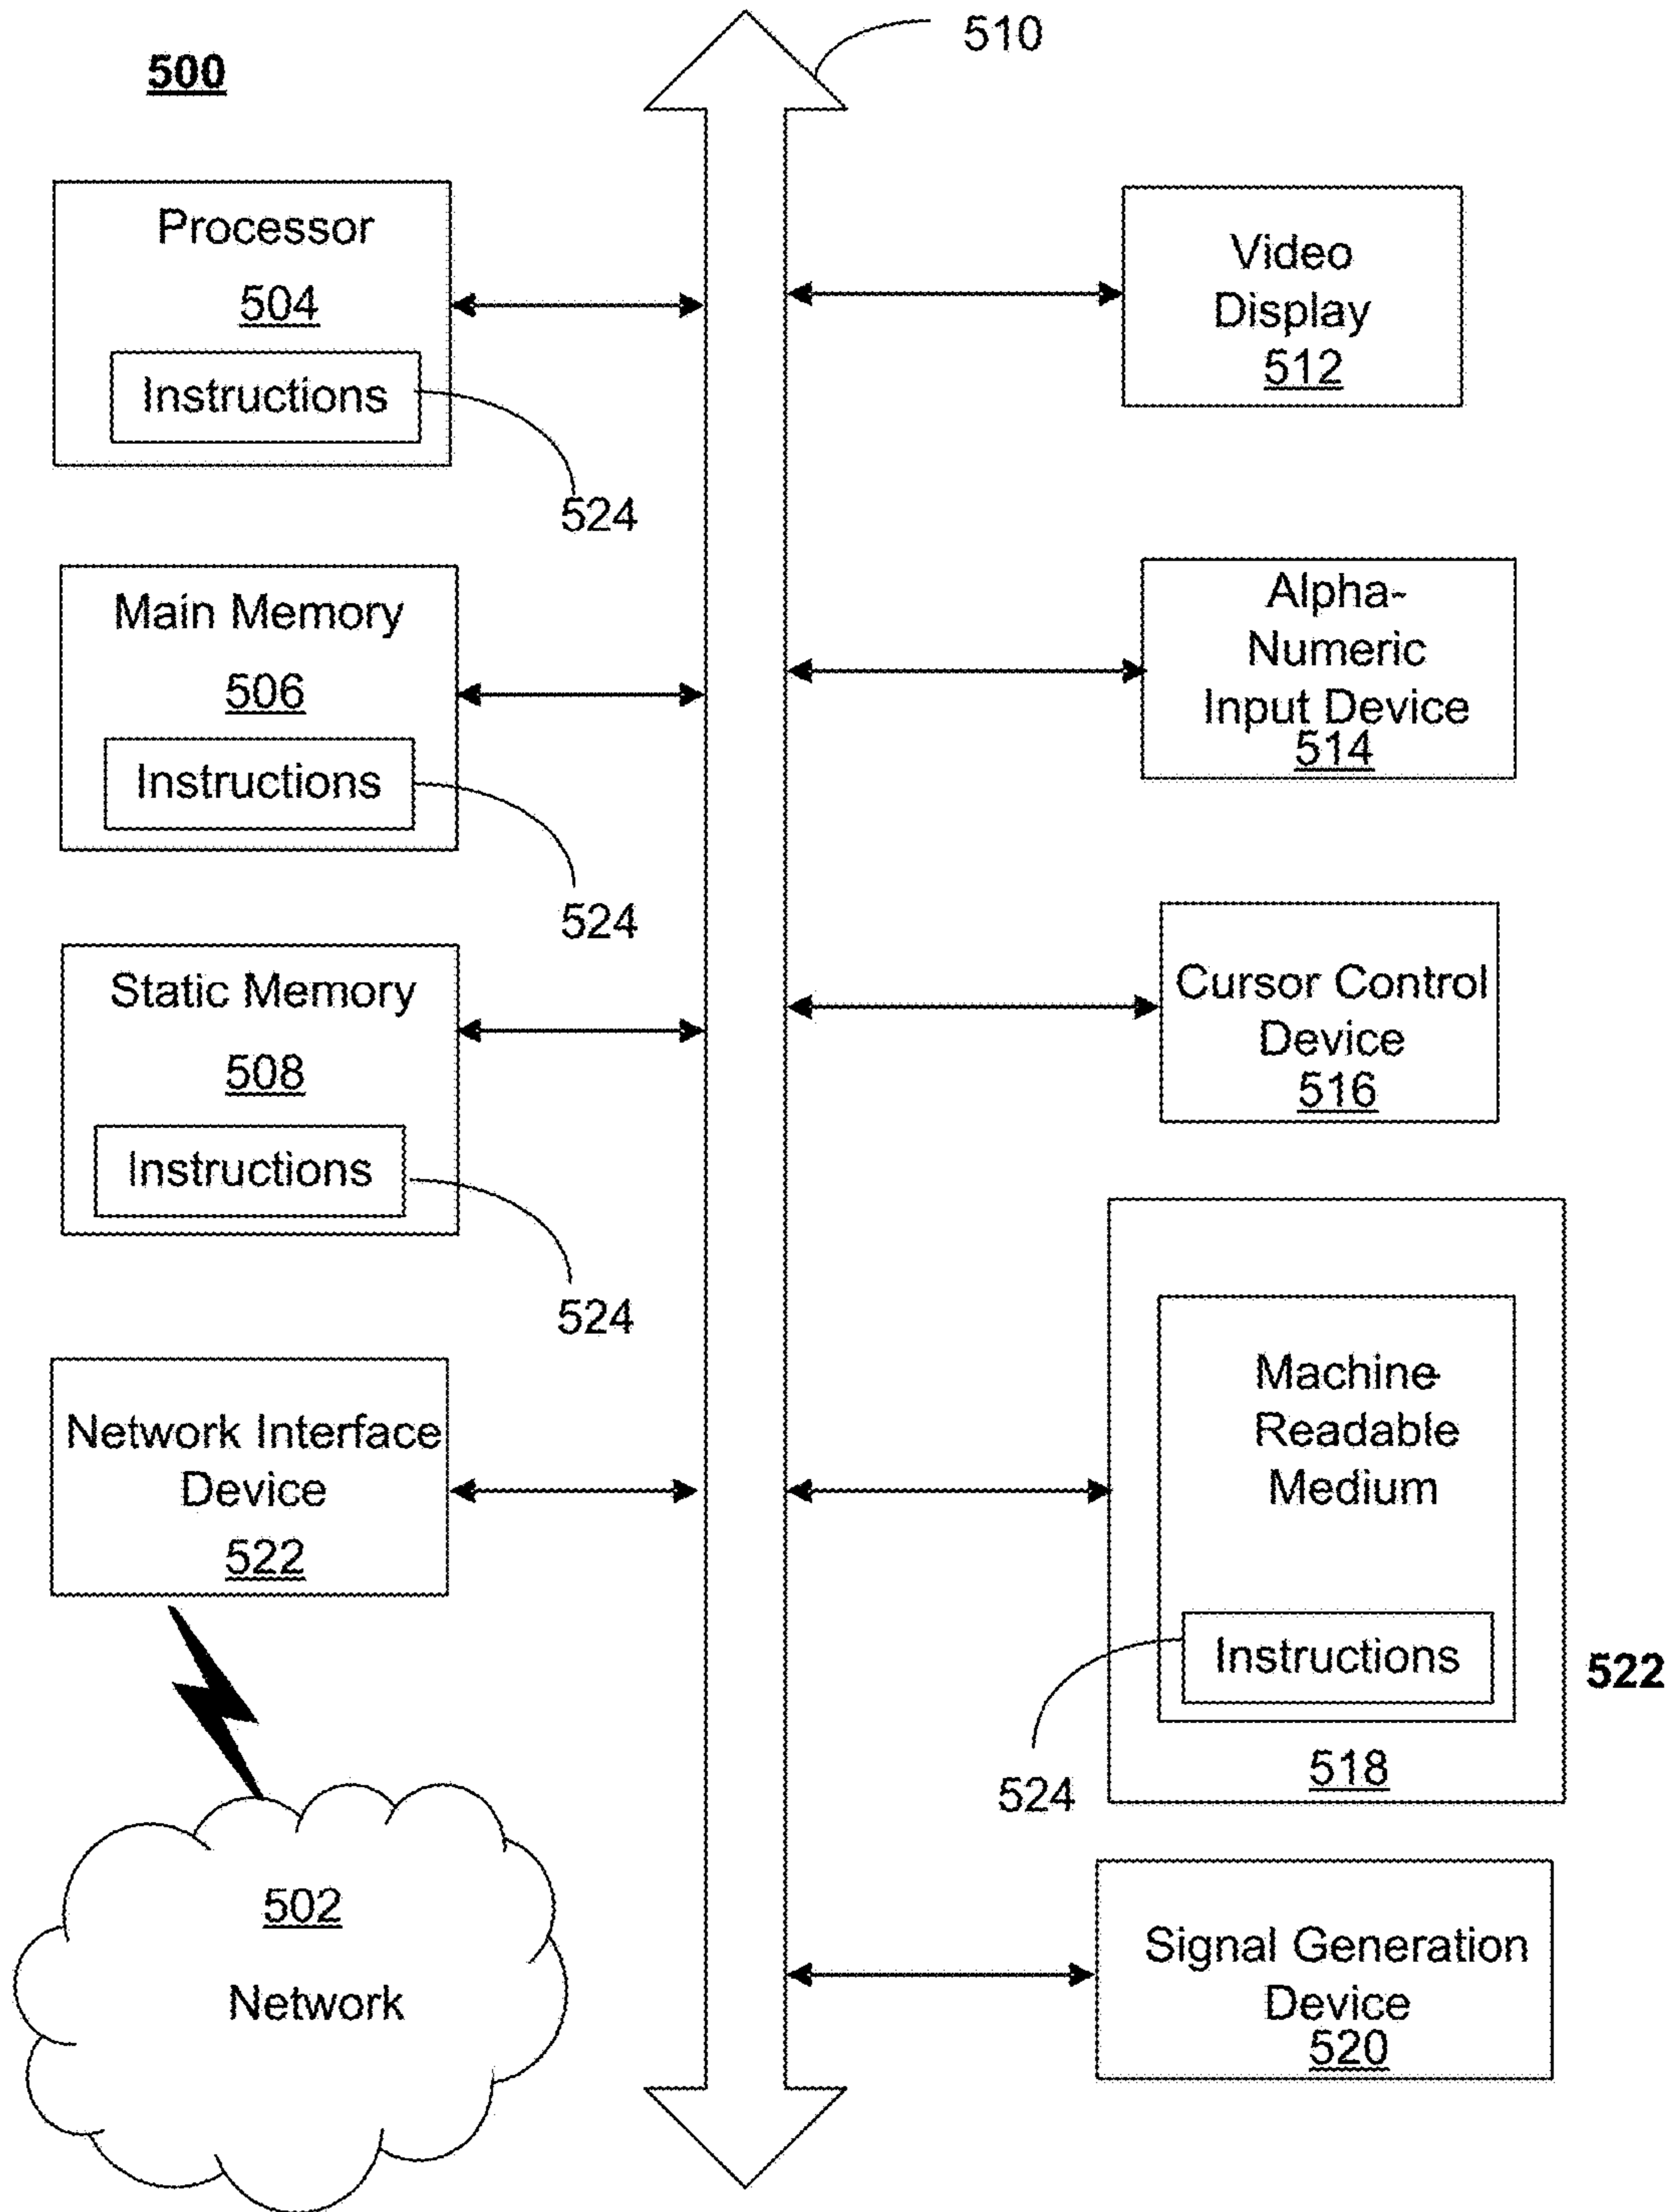 500
510
Processor
504
Instructions
524
Main Memory
506
Instructions
524
Static Memory
508
Instructions
524
Network Interface
Device
522
502
Network
Video
Display
512
Alpha-
Numeric
Input Device
514
Cursor Control
Device
516
Machine-
Readable
Medium
Instructions
524
518
522
Signal Generation
Device
520